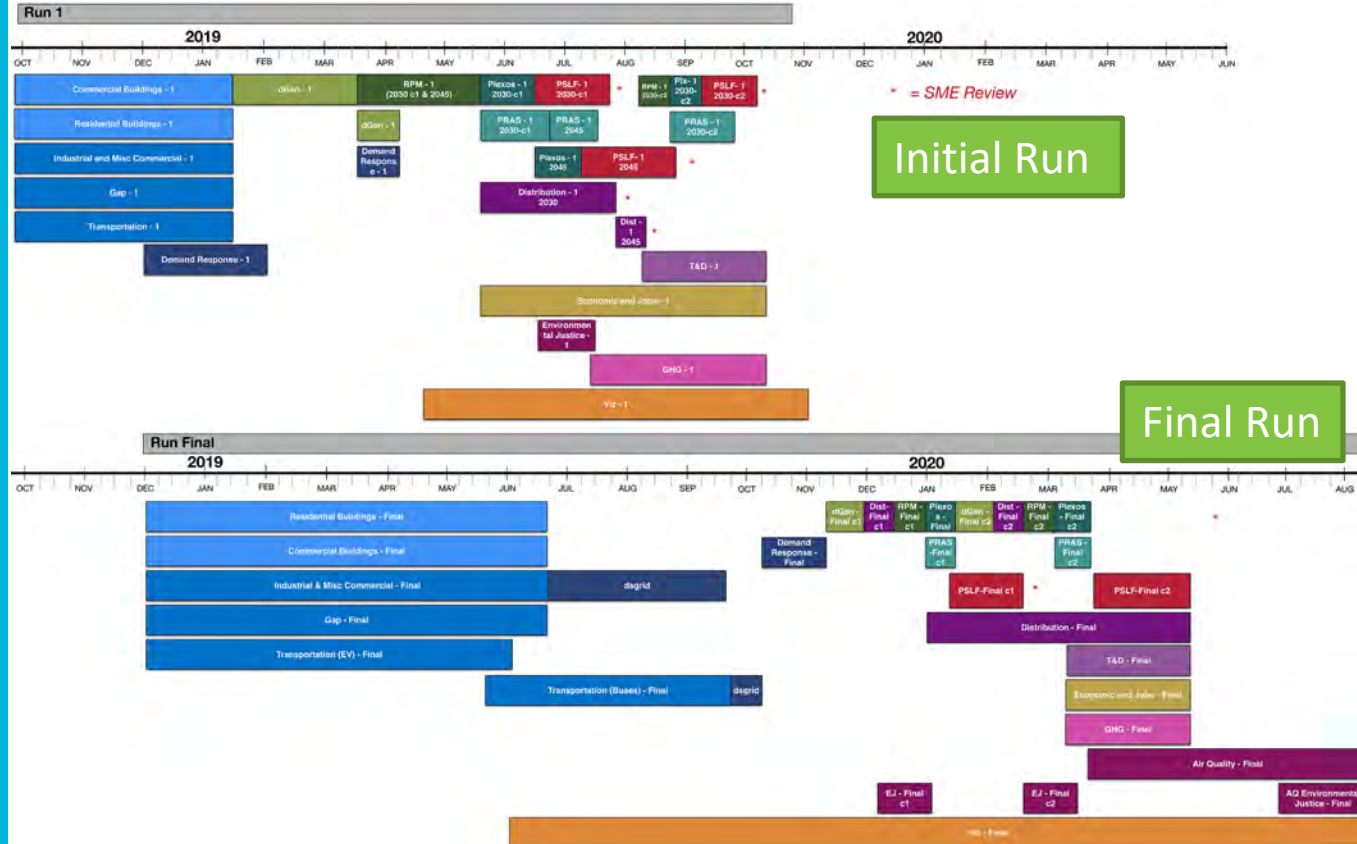 Run 1
2019 2020
OCT NOV DEC JAN FEB MAR APR MAY JUN JUL AUG SEP OCT NOV DEC JAN FEB MAR APR MAY JUN
Commercial Buildings - 1
dGen - 1
RPM - 1
(2030 c1 & 2045)
Plexos - 1
2030-c1
PSLF- 1
2030-c1
*
RPM - 1
2030-c2
Plx- 1
2030-
c2
PSLF- 1
2030-c2
*
* = SME Review
Initial Run
Residential Buildings - 1
dGen - 1
PRAS - 1
2030-c1
PRAS - 1
2045
PRAS - 1
2030-c2
Industrial and Misc Commercial - 1
Demand
Respons
e - 1
Plexos - 1
2045
PSLF- 1
2045
*
Gap - 1
Distribution - 1
2030
*
Transportation - 1
Dist -
1
2045
*
Demand Response - 1
T&D - 1
Economic and Jobs - 1
Environmen
tal Justice -
1
GHG - 1
Viz - 1
Final Run
Run Final
2019 2020
OCT NOV DEC JAN FEB MAR APR MAY JUN JUL AUG SEP OCT NOV DEC JAN FEB MAR APR MAY JUN JUL AUG
Residential Buildings - Final
dGen -
Final c1
Dist-
Final
c1
RPM -
Final
c1
Plexo
s -
Final
dGen -
Final c2
Dist -
Final
c2
RPM -
Final
c2
Plexos
- Final
c2
*
Commercial Buildings - Final
Demand
Response -
Final
PRAS
-Final
c1
PRAS -
Final
c2
Industrial & Misc Commercial - Final
dsgrid
PSLF-Final c1
*
PSLF-Final c2
Gap - Final
Distribution - Final
Transportation (EV) - Final
T&D - Final
Transportation (Buses) - Final
dsgrid
Economic and Jobs - Final
GHG - Final
Air Quality - Final
EJ - Final
c1
EJ - Final
c2
AQ Environmenta
Justice - Final
Viz - Final